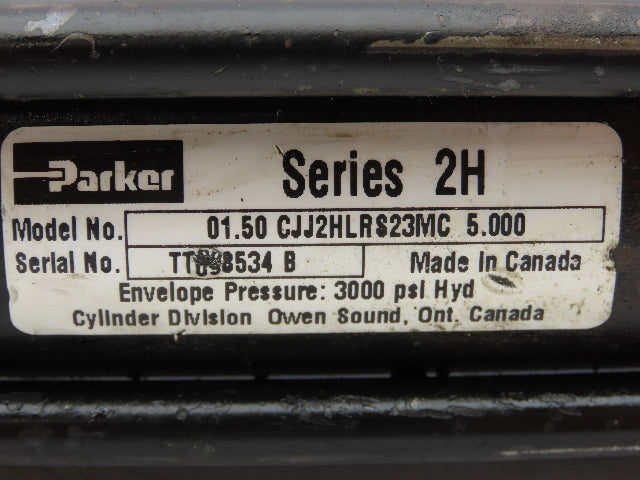 Parker Series 2H
Model No. 01.50 CJJ2HLRS23MC 5.000
Serial No. B Made in Canada
Envelope Pressure: 3000 psi Hyd
Cylinder Division Owen Sound, Ont. Canada